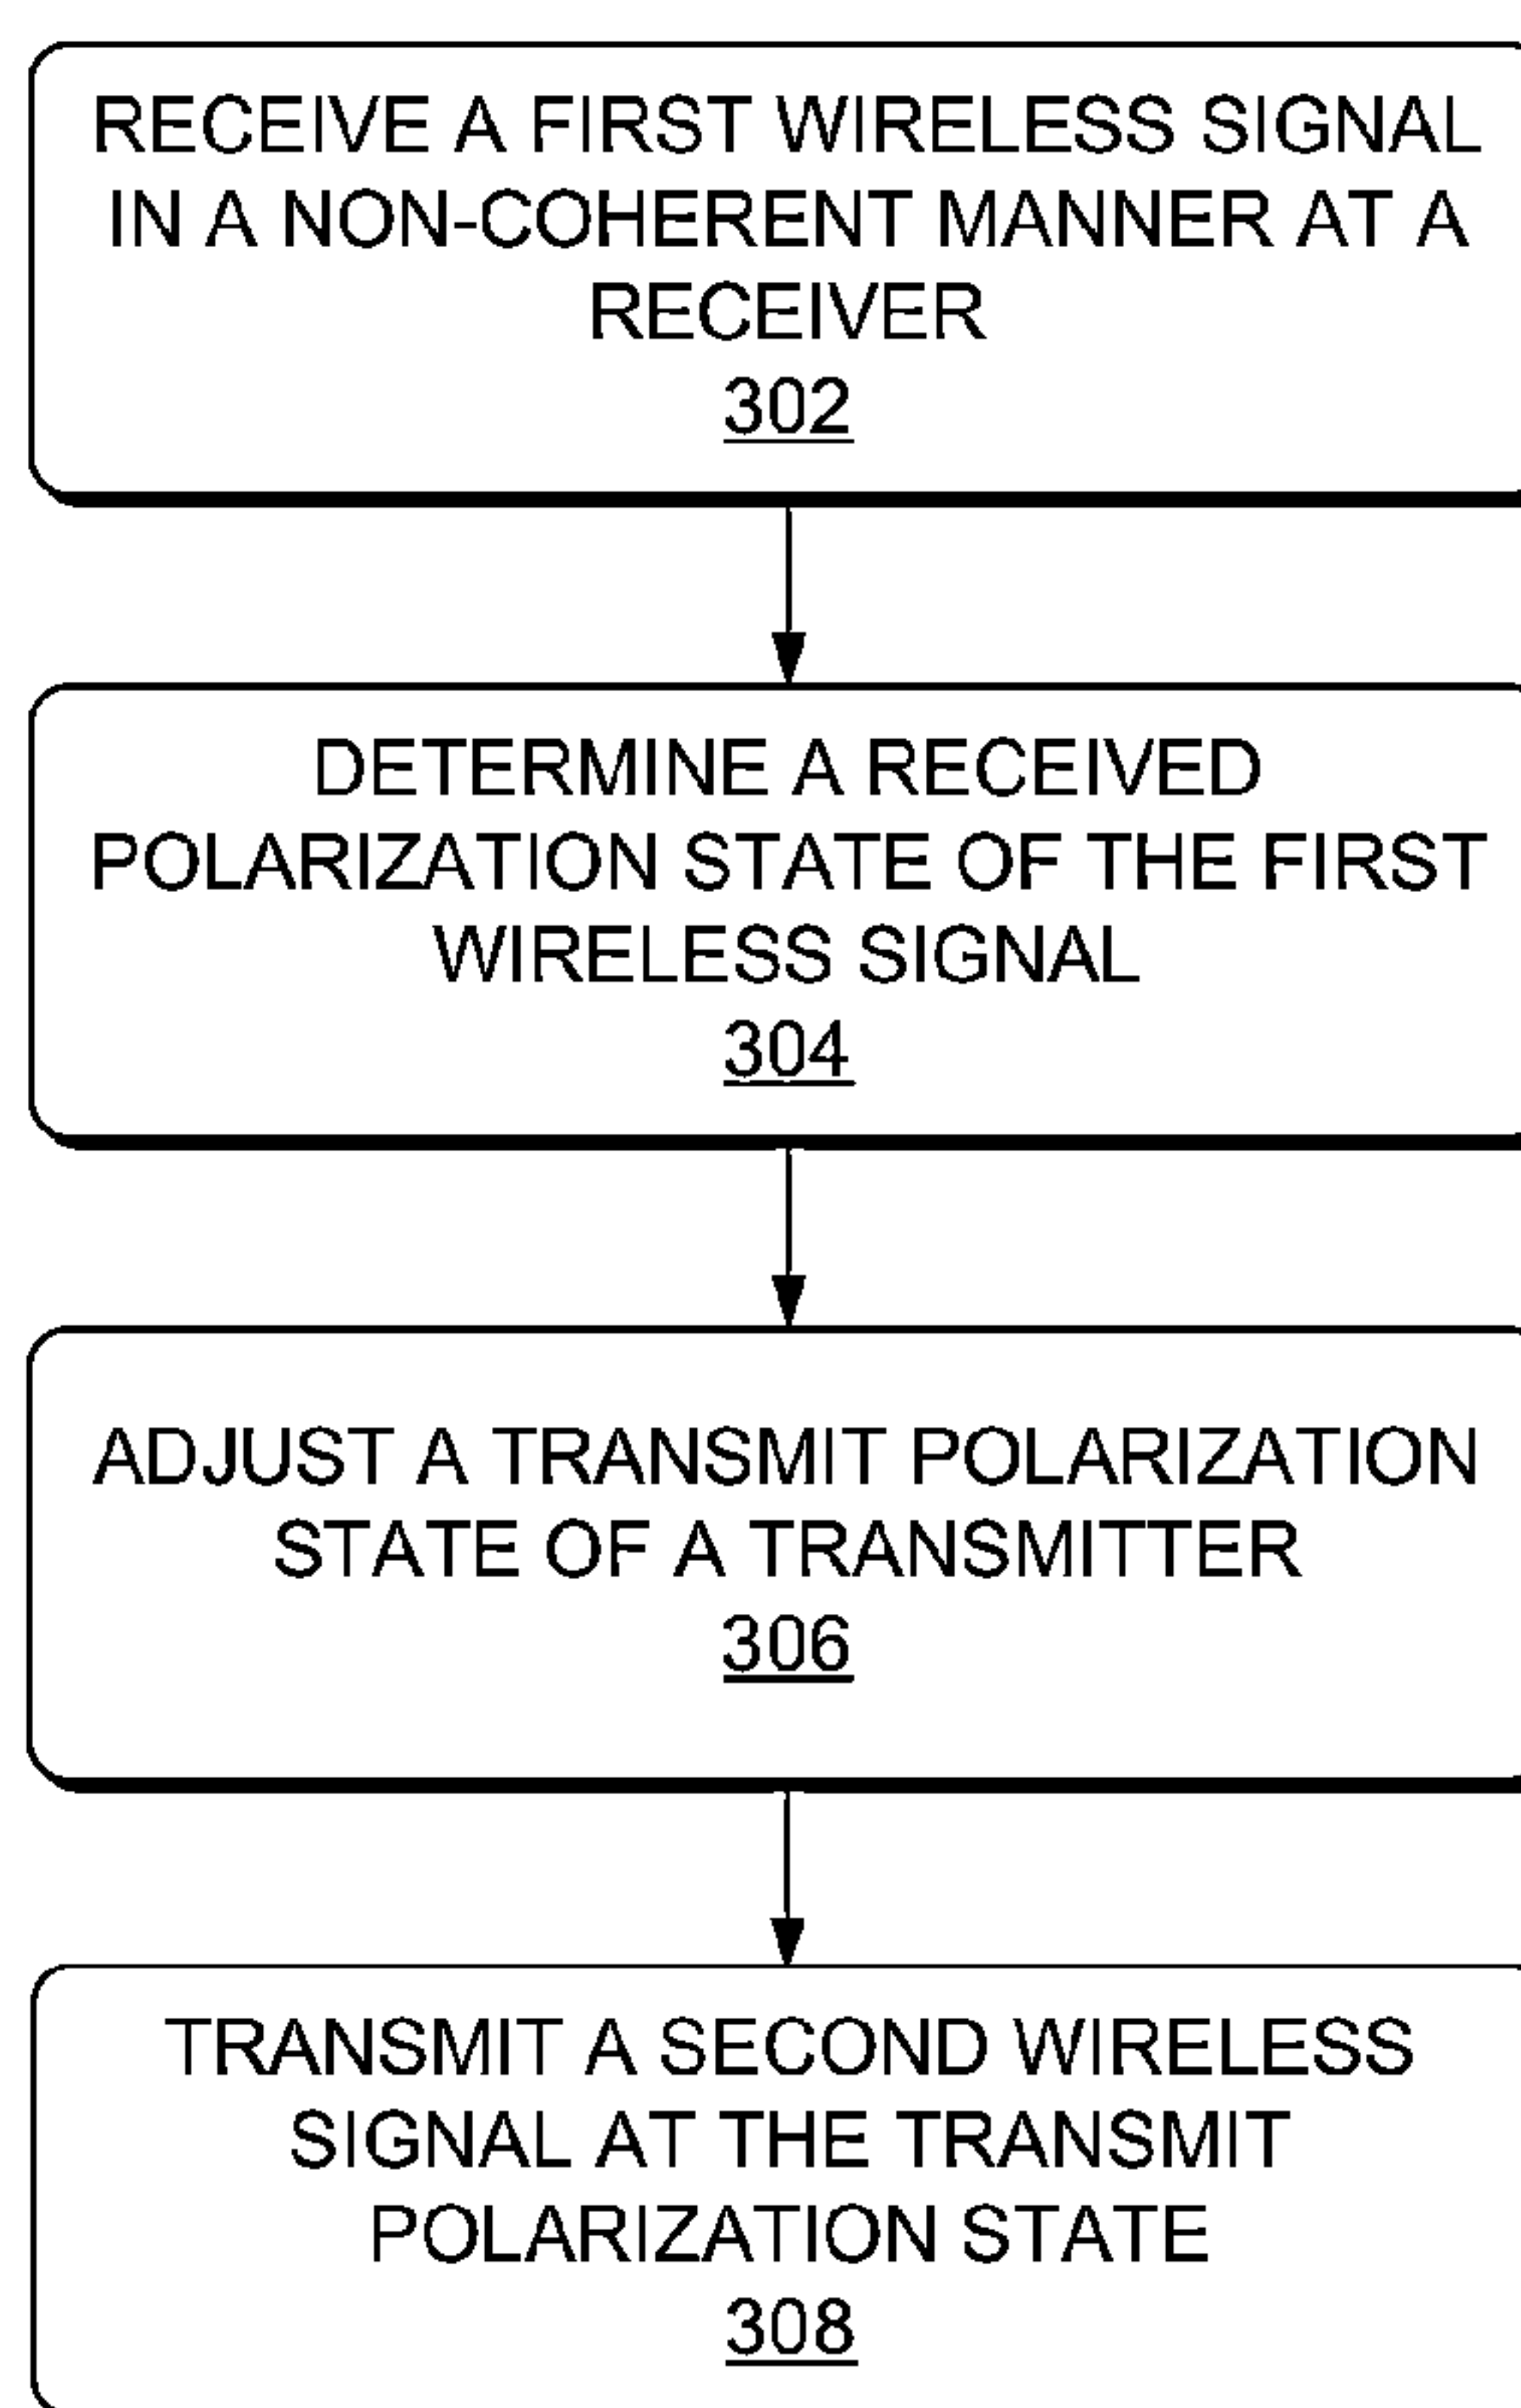 RECEIVE A FIRST WIRELESS SIGNAL
IN A NON-COHERENT MANNER AT A
RECEIVER
302
DETERMINE A RECEIVED
POLARIZATION STATE OF THE FIRST
WIRELESS SIGNAL
304
ADJUST A TRANSMIT POLARIZATION
STATE OF A TRANSMITTER
306
TRANSMIT A SECOND WIRELESS
SIGNAL AT THE TRANSMIT
POLARIZATION STATE
308